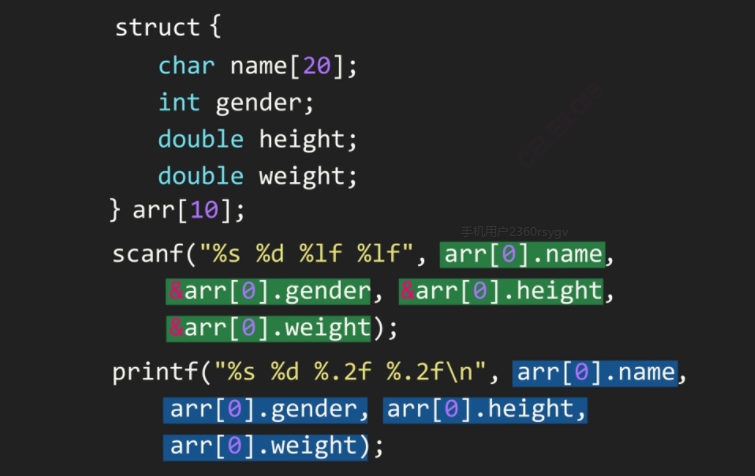 struct {
char name[20];
int gender;
double height;
double weight;
} arr[10];
手机用户2360rsygv
scanf("%s %d %lf %lf", arr[0].name,
&arr[0].gender, &arr[0].height,
&arr[0].weight);
printf("%s %d %.2f %.2f\n", arr[0].name,
arr[0].gender, arr[0].height,
arr[0].weight);